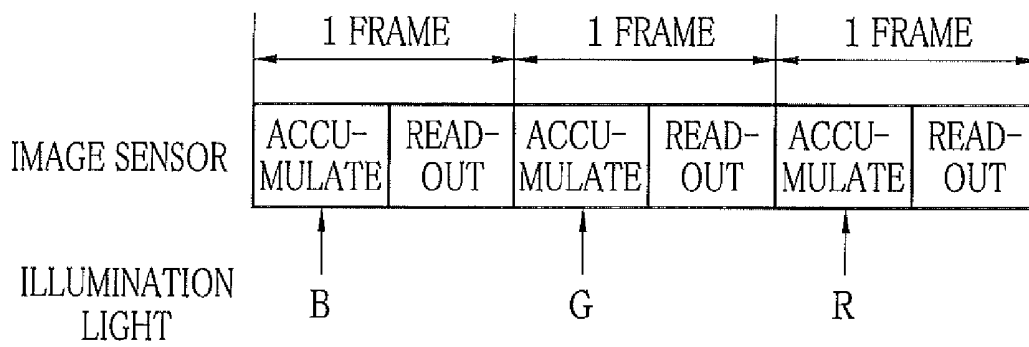 1 FRAME 1 FRAME 1 FRAME
IMAGE SENSOR
ACCU-
MULATE
READ-
OUT
ACCU-
MULATE
READ-
OUT
ACCU-
MULATE
READ-
OUT
ILLUMINATION
LIGHT
B G R